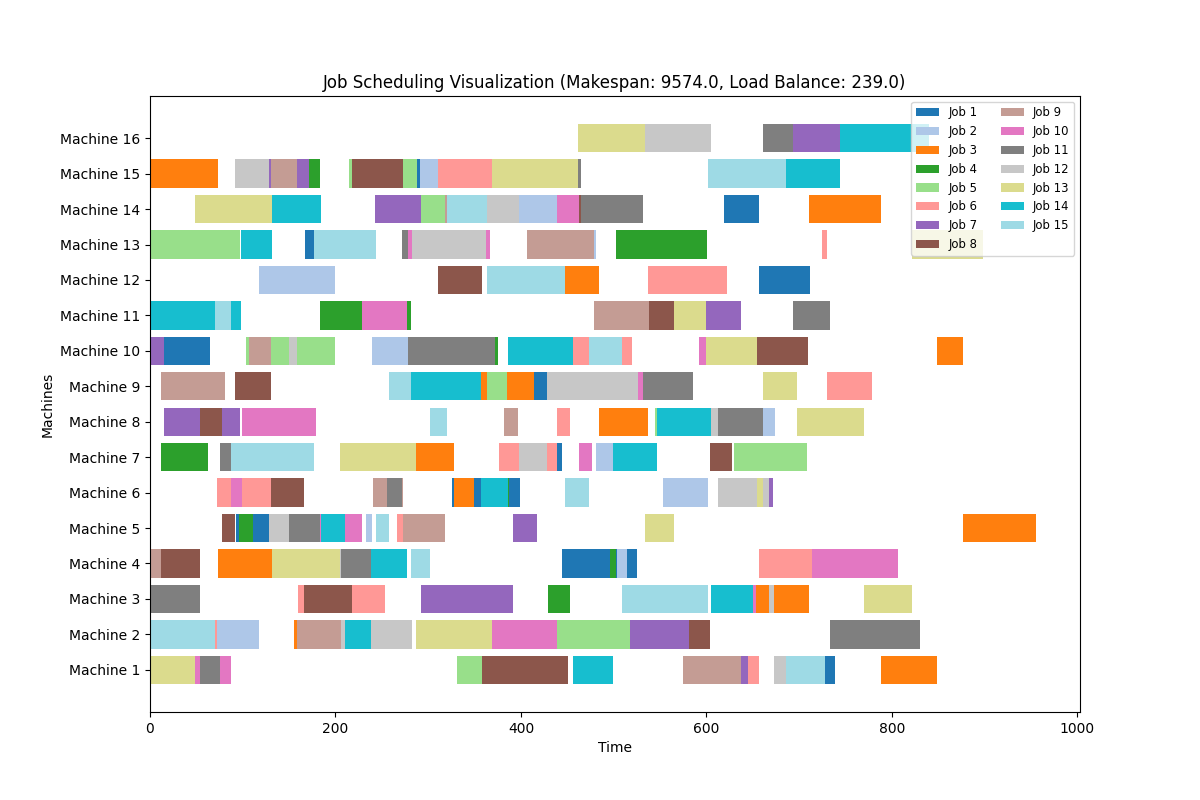 Job Scheduling Visualization (Makespan: 9574.0, Load Balance: 239.0)
Machines
Machine 16
Machine 15
Machine 14
Machine 13
Machine 12
Machine 11
Machine 10
Machine 9
Machine 8
Machine 7
Machine 6
Machine 5
Machine 4
Machine 3
Machine 2
Machine 1
Job 1
Job 2
Job 3
Job 4
Job 5
Job 6
Job 7
Job 8
Job 9
Job 10
Job 11
Job 12
Job 13
Job 14
Job 15
0 200 400 600 800 1000
Time